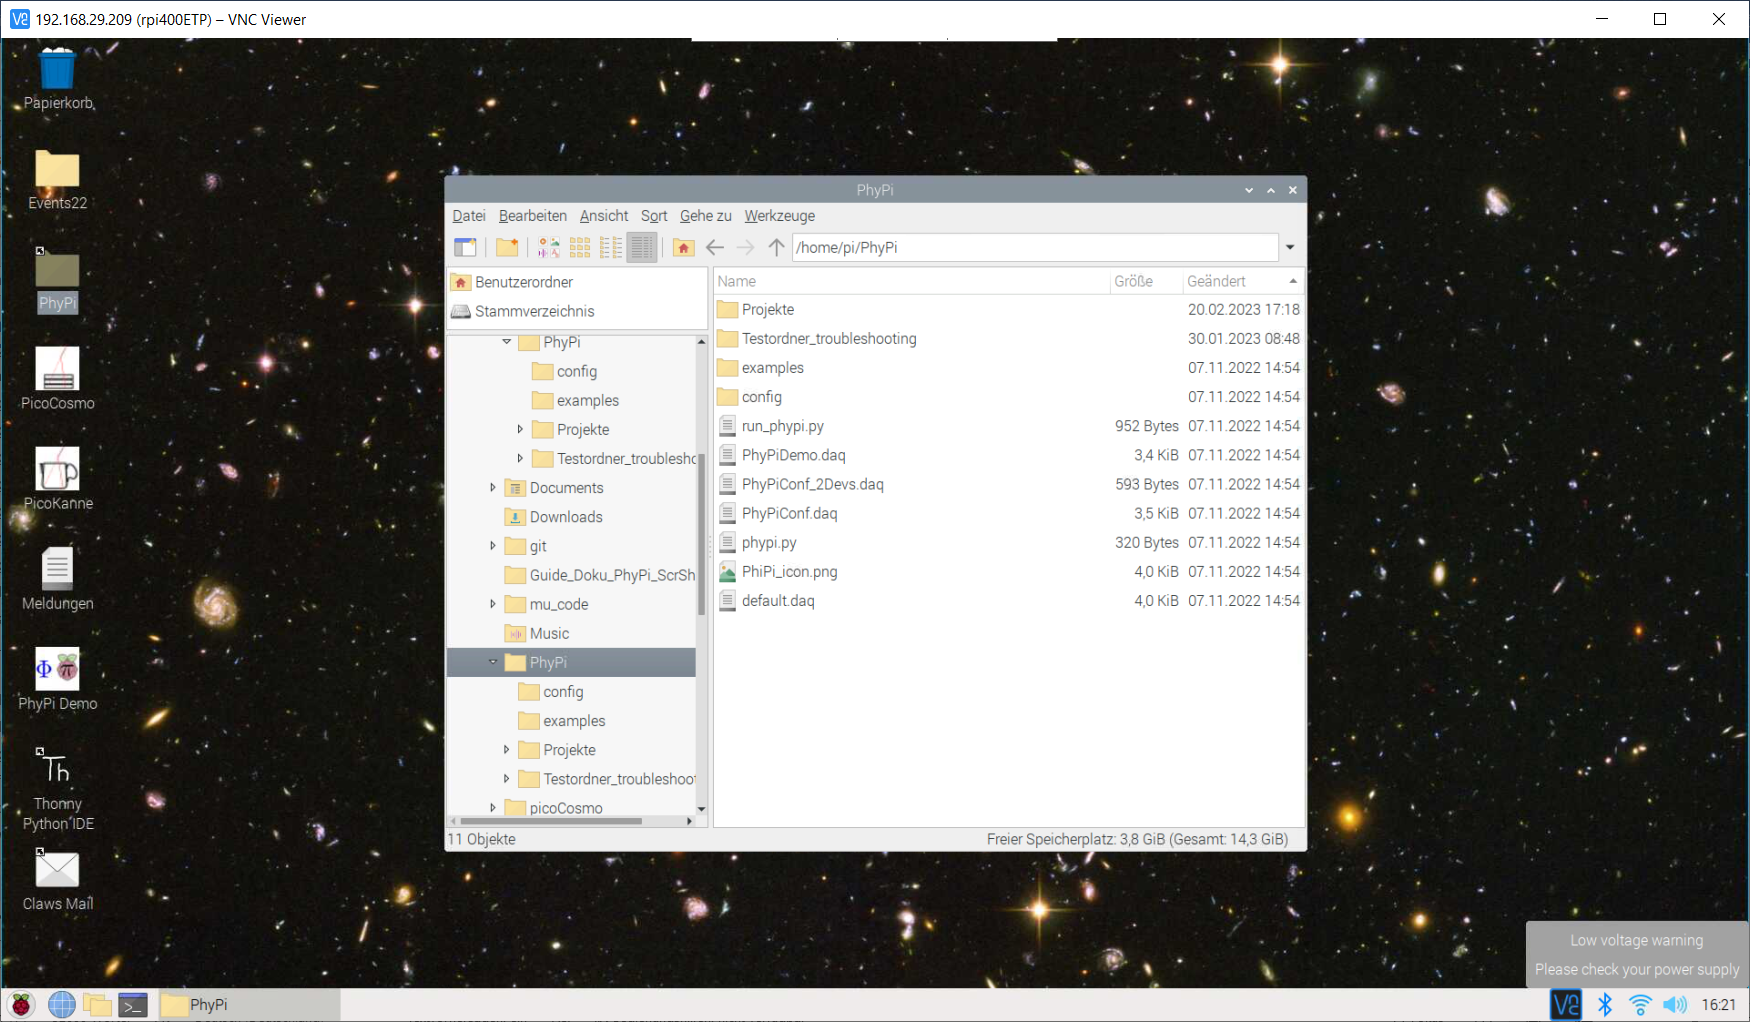 192.168.29.209 (rpi400ETP) – VNC Viewer
Papierkorb
Events22
PhyPi
PicoCosmo
PicoKanne
Meldungen
PhyPi Demo
Th
Thonny
Python IDE
Claws Mail
PhyPi
Datei Bearbeiten Ansicht Sort Gehe zu Werkzeuge
/home/pi/PhyPi
Benutzerordner
Stammverzeichnis
PhyPi
config
examples
Projekte
Testordner_troublesho
Documents
Downloads
git
Guide_Doku_PhyPi_ScrSh
mu_code
Music
PhyPi
config
examples
Projekte
Testordner_troubleshoot
picoCosmo
Name Größe Geändert
Projekte 20.02.2023 17:18
Testordner_troubleshooting 30.01.2023 08:48
examples 07.11.2022 14:54
config 07.11.2022 14:54
run_phypi.py 952 Bytes 07.11.2022 14:54
PhyPiDemo.daq 3,4 KiB 07.11.2022 14:54
PhyPiConf_2Devs.daq 593 Bytes 07.11.2022 14:54
PhyPiConf.daq 3,5 KiB 07.11.2022 14:54
phypi.py 320 Bytes 07.11.2022 14:54
PhiPi_icon.png 4,0 KiB 07.11.2022 14:54
default.daq 4,0 KiB 07.11.2022 14:54
11 Objekte Freier Speicherplatz: 3,8 GiB (Gesamt: 14,3 GiB)
Low voltage warning
Please check your power supply
PhyPi
16:21